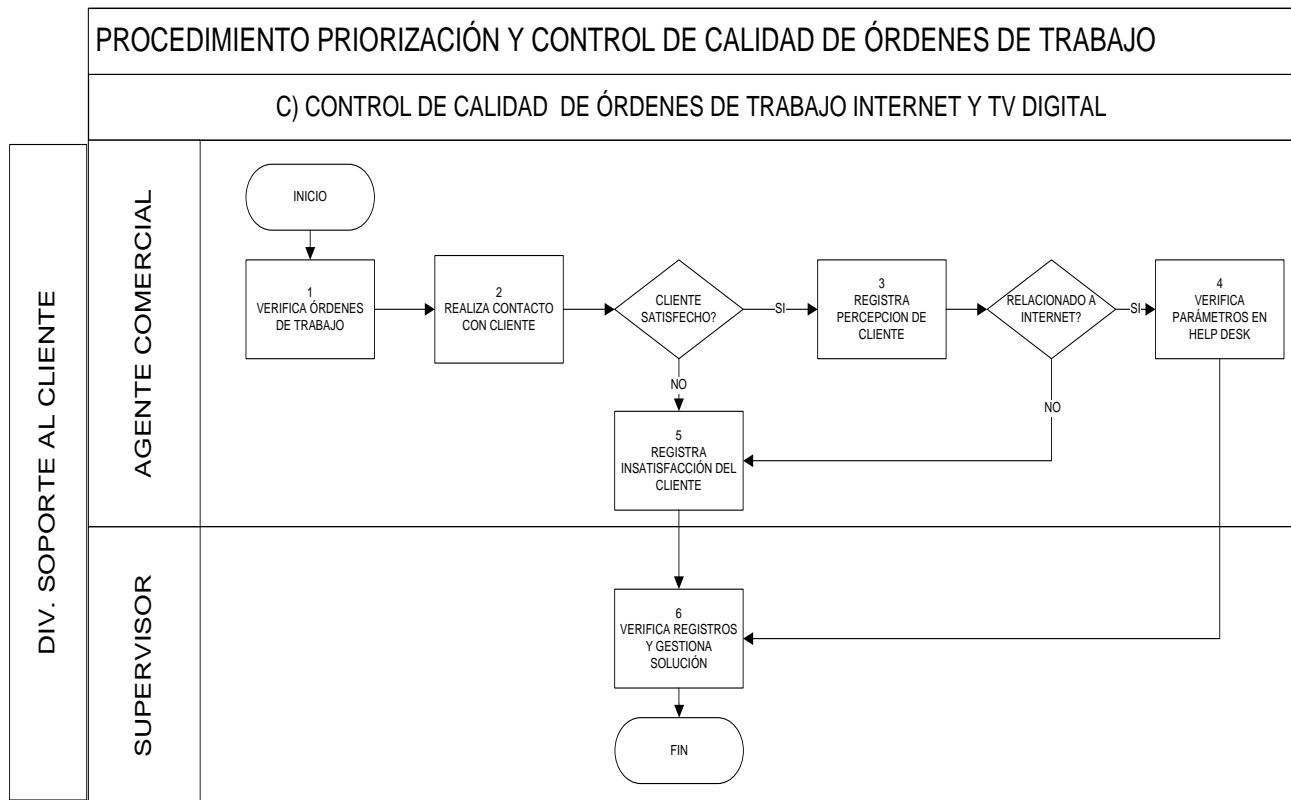 PROCEDIMIENTO PRIORIZACIÓN Y CONTROL DE CALIDAD DE ÓRDENES DE TRABAJO
C) CONTROL DE CALIDAD DE ÓRDENES DE TRABAJO INTERNET Y TV DIGITAL
DIV. SOPORTE AL CLIENTE
AGENTE COMERCIAL
INICIO
1
VERIFICA ÓRDENES
DE TRABAJO
2
REALIZA CONTACTO
CON CLIENTE
CLIENTE
SATISFECHO?
SI
3
REGISTRA
PERCEPCION DE
CLIENTE
RELACIONADO A
INTERNET?
SI
4
VERIFICA
PARÁMETROS EN
HELP DESK
NO
NO
5
REGISTRA
INSATISFACCIÓN DEL
CLIENTE
SUPERVISOR
6
VERIFICA REGISTROS
Y GESTIONA
SOLUCIÓN
FIN